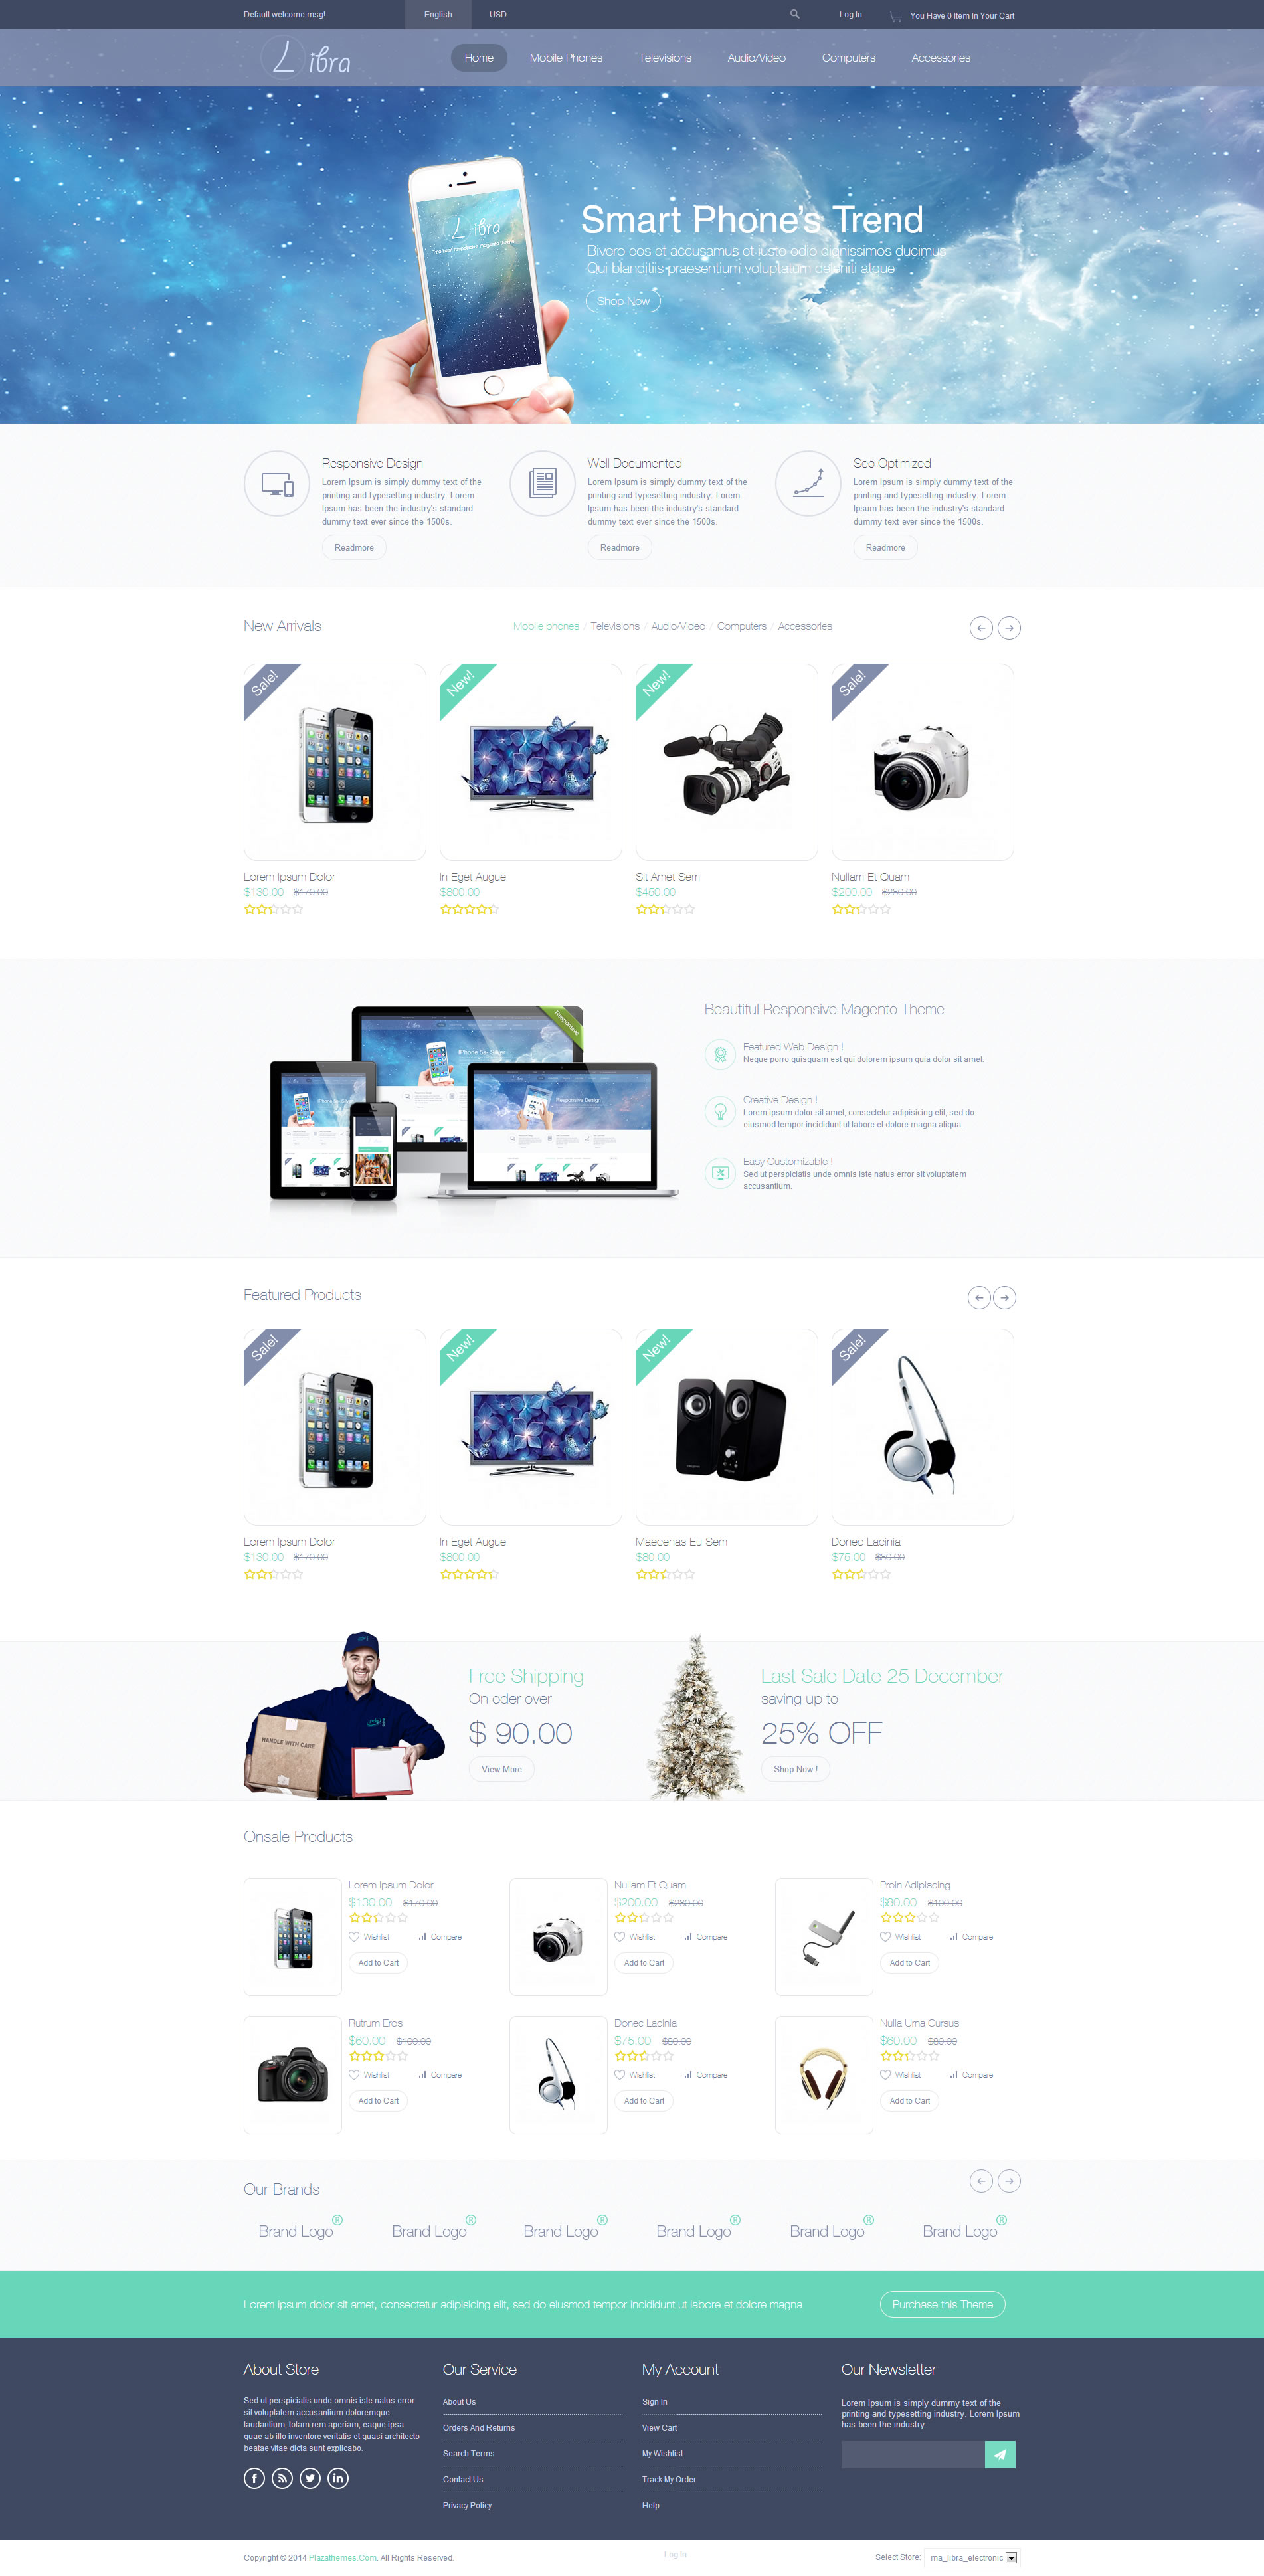 Default welcome msg!
English
USD
Log In
You Have 0 Item In Your Cart
Libra
Home
Mobile Phones
Televisions
Audio/Video
Computers
Accessories
Libra
Smart Phone's Trend
Bivero eos et accusamus et iusto odio dignissimos ducimus
Qui blanditiis praesentium voluptatum deleniti atque
Shop Now
Responsive Design
Lorem Ipsum is simply dummy text of the
printing and typesetting industry. Lorem
Ipsum has been the industry's standard
dummy text ever since the 1500s.
Readmore
Well Documented
Lorem Ipsum is simply dummy text of the
printing and typesetting industry. Lorem
Ipsum has been the industry's standard
dummy text ever since the 1500s.
Readmore
Seo Optimized
Lorem Ipsum is simply dummy text of the
printing and typesetting industry. Lorem
Ipsum has been the industry's standard
dummy text ever since the 1500s.
Readmore
New Arrivals
Mobile phones / Televisions / Audio/Video / Computers / Accessories
Sale!
New!
New!
Sale!
Lorem Ipsum Dolor
$130.00 $170.00
In Eget Augue
$800.00
Sit Amet Sem
$450.00
Nullam Et Quam
$200.00 $250.00
Responsive
Responsive Design
Beautiful Responsive Magento Theme
Featured Web Design !
Neque porro quisquam est qui dolorem ipsum quia dolor sit amet.
Creative Design !
Lorem ipsum dolor sit amet, consectetur adipisicing elit, sed do
eiusmod tempor incididunt ut labore et dolore magna aliqua.
Easy Customizable !
Sed ut perspiciatis unde omnis iste natus error sit voluptatem
accusantium.
Featured Products
Sale!
New!
New!
Sale!
Lorem Ipsum Dolor
$130.00 $170.00
In Eget Augue
$800.00
Maecenas Eu Sem
$80.00
Donec Lacinia
$75.00 $80.00
HANDLE WITH CARE
Free Shipping
On oder over
$ 90.00
View More
Last Sale Date 25 December
saving up to
25% OFF
Shop Now !
Onsale Products
Lorem Ipsum Dolor
$130.00 $170.00
Wishlist
Compare
Add to Cart
Nullam Et Quam
$200.00 $250.00
Wishlist
Compare
Add to Cart
Proin Adipiscing
$80.00 $100.00
Wishlist
Compare
Add to Cart
Rutrum Eros
$60.00 $100.00
Wishlist
Compare
Add to Cart
Donec Lacinia
$75.00 $80.00
Wishlist
Compare
Add to Cart
Nulla Urna Cursus
$60.00 $80.00
Wishlist
Compare
Add to Cart
Our Brands
Brand Logo ®
Brand Logo ®
Brand Logo ®
Brand Logo ®
Brand Logo ®
Brand Logo ®
Lorem ipsum dolor sit amet, consectetur adipisicing elit, sed do eiusmod tempor incididunt ut labore et dolore magna
Purchase this Theme
About Store
Sed ut perspiciatis unde omnis iste natus error
sit voluptatem accusantium doloremque
laudantium, totam rem aperiam, eaque ipsa
quae ab illo inventore veritatis et quasi architecto
beatae vitae dicta sunt explicabo.
Our Service
About Us
Orders And Returns
Search Terms
Contact Us
Privacy Policy
My Account
Sign In
View Cart
My Wishlist
Track My Order
Help
Our Newsletter
Lorem Ipsum is simply dummy text of the
printing and typesetting industry. Lorem Ipsum
has been the industry.
Copyright © 2014 Plazathemes.Com. All Rights Reserved.
Log In
Select Store:
ma_libra_electronic